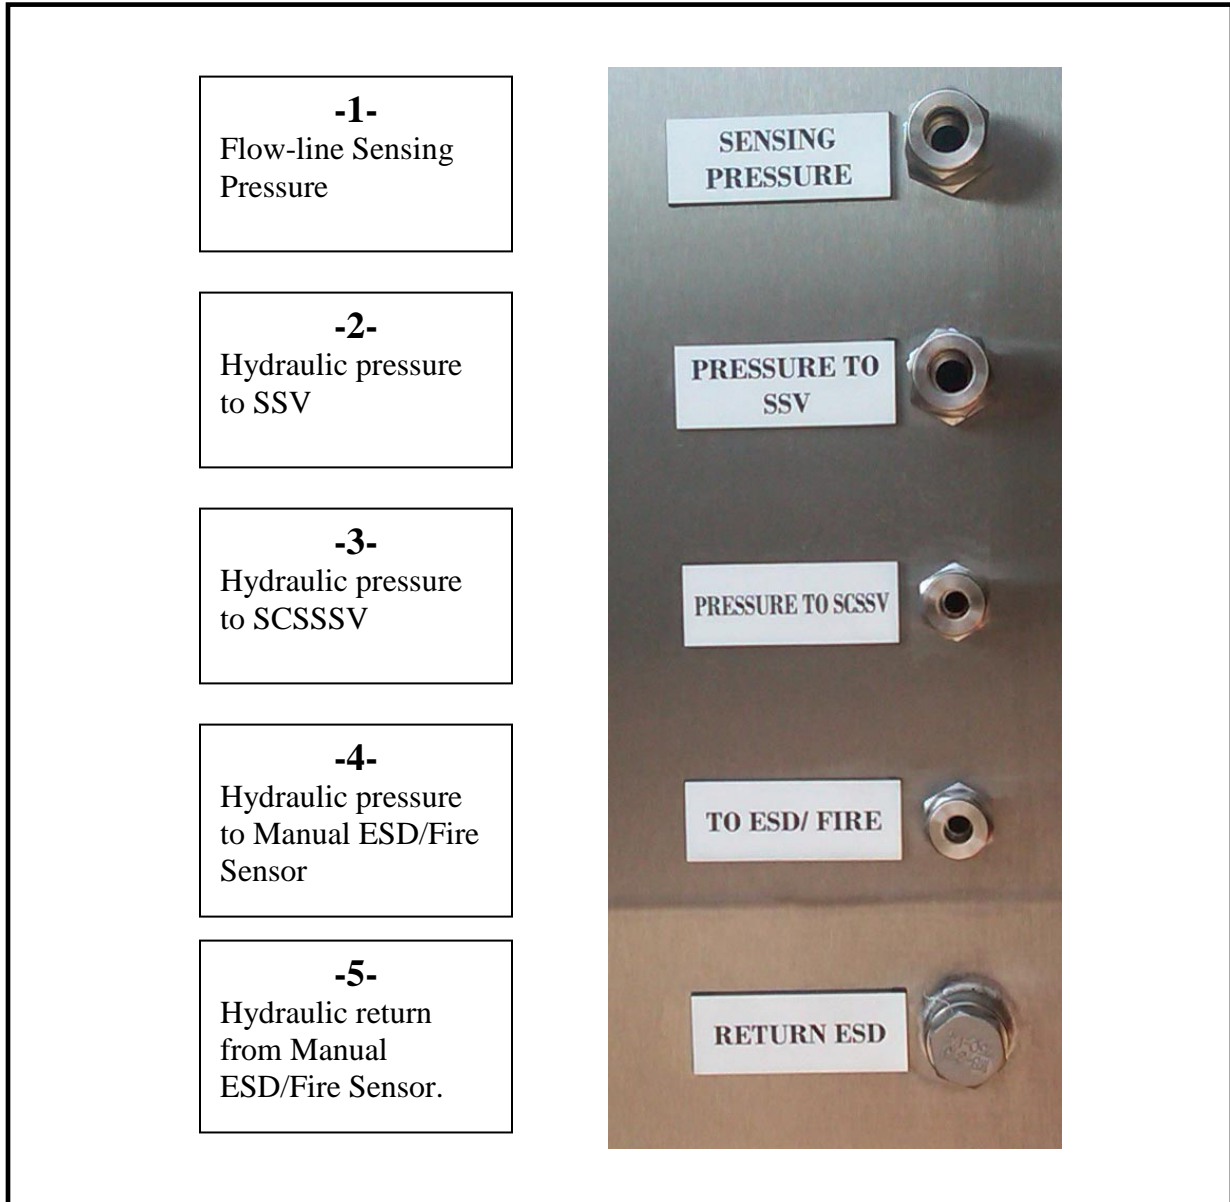 -1-
Flow-line Sensing
Pressure
SENSING
PRESSURE
-2-
Hydraulic pressure
to SSV
PRESSURE TO
SSV
-3-
Hydraulic pressure
to SCSSSV
PRESSURE TO SCSSV
-4-
Hydraulic pressure
to Manual ESD/Fire
Sensor
TO ESD/ FIRE
-5-
Hydraulic return
from Manual
ESD/Fire Sensor.
RETURN ESD